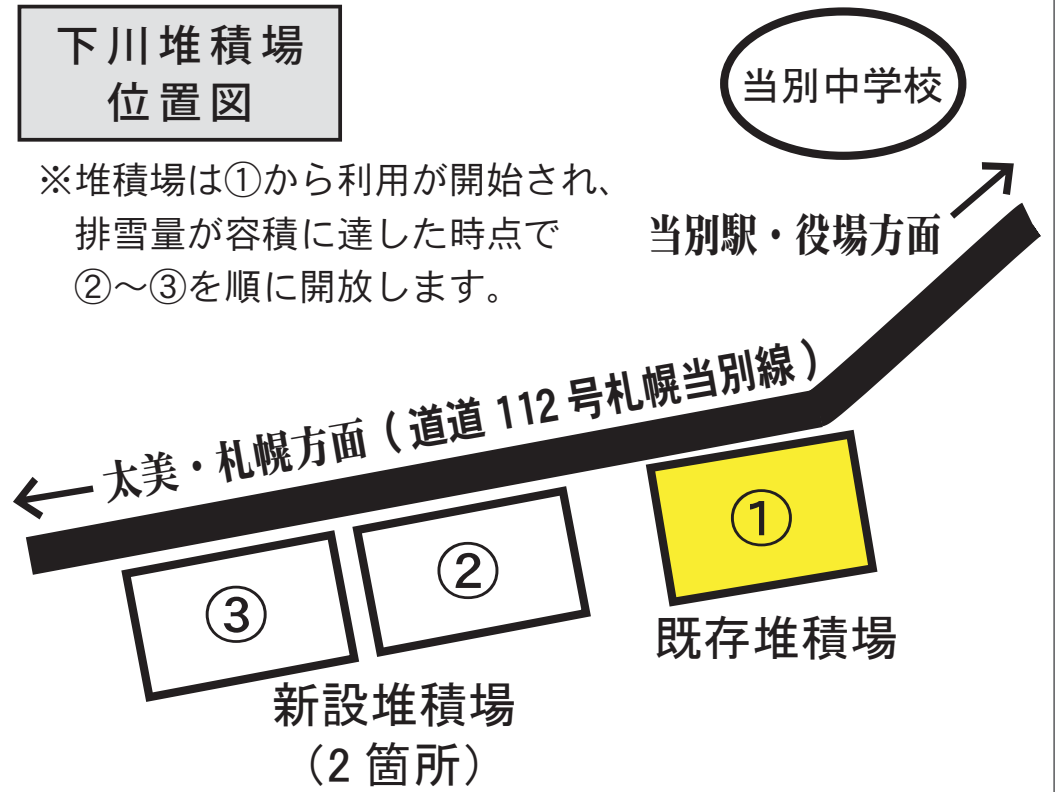 下川堆積場
位置図
当別中学校
※堆積場は①から利用が開始され、
排雪量が容積に達した時点で
②～③を順に開放します。
当別駅・役場方面
太美・札幌方面（道道112号札幌当別線）
①
②
③
既存堆積場
新設堆積場
（2箇所）